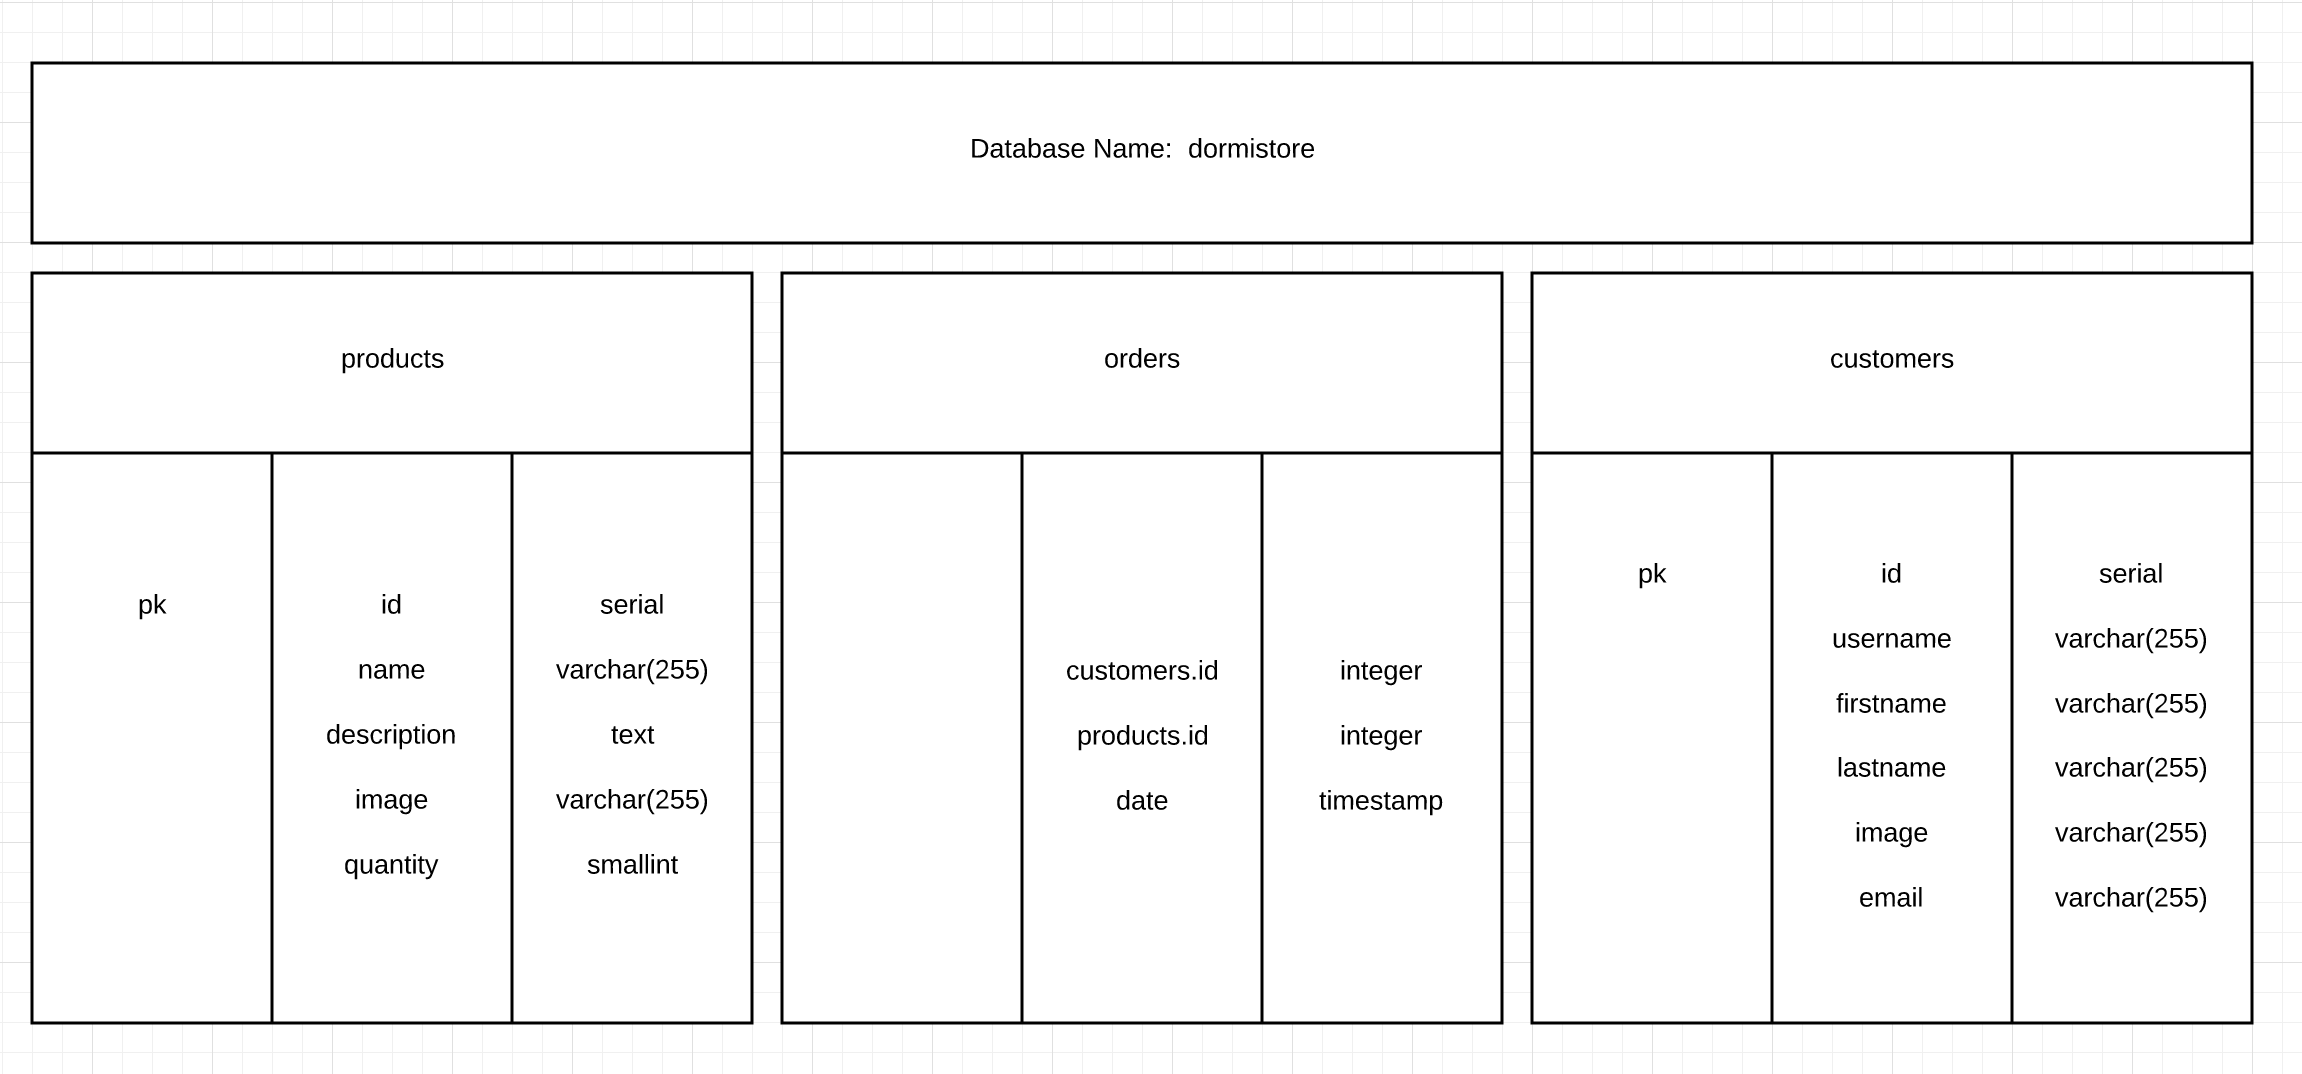 Database Name:  dormistore
products
pk
id
name
description
image
quantity
serial
varchar(255)
text
varchar(255)
smallint
orders
customers.id
products.id
date
integer
integer
timestamp
customers
pk
id
username
firstname
lastname
image
email
serial
varchar(255)
varchar(255)
varchar(255)
varchar(255)
varchar(255)